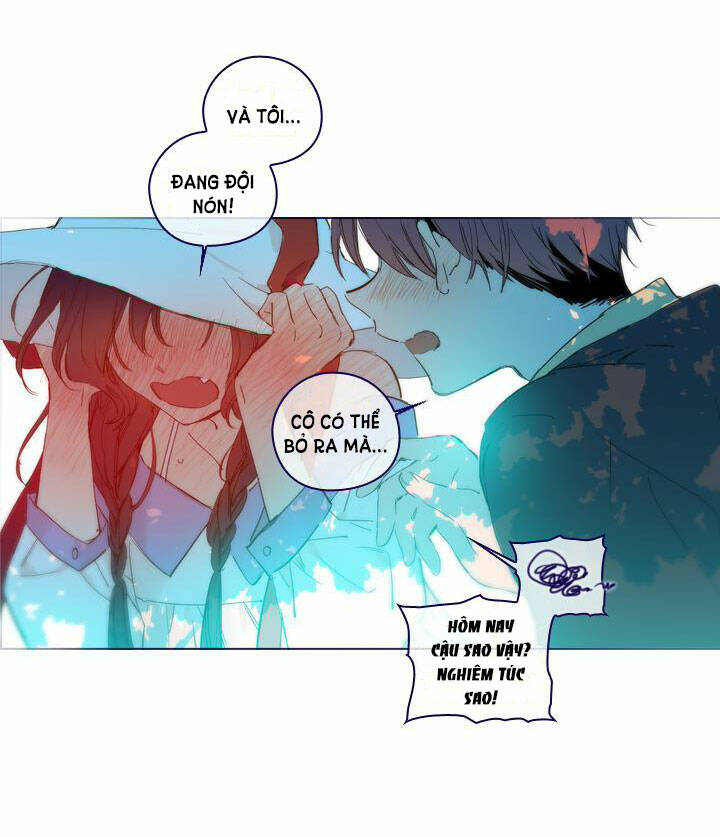 VÀ TÔI...
ĐANG ĐỘI
NÓN!
CÔ CÓ THỂ
BỎ RA MÀ...
HÔM NAY
CẬU SAO VẬY?
NGHIÊM TÚC
SAO!